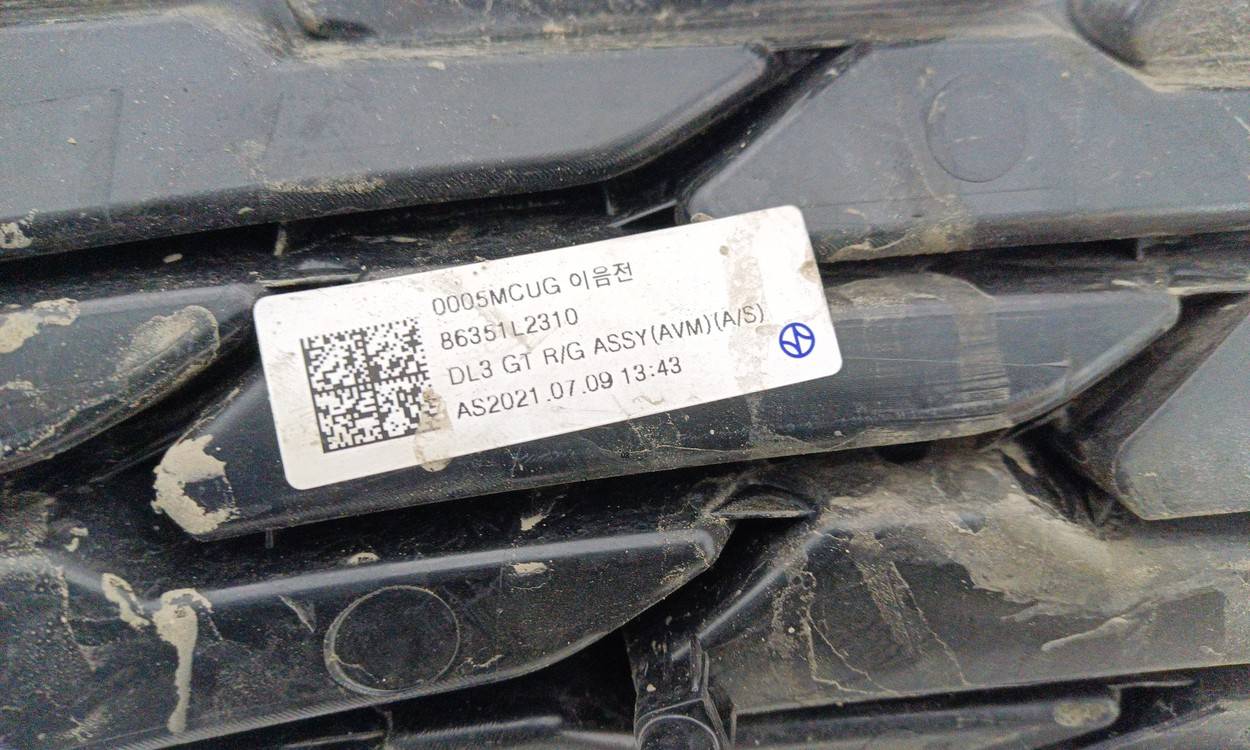 0005MCUG 이음전
86351L2310
DL3 GT R/G ASSY(AVM)(A/S)
AS2021.07.09 13:43